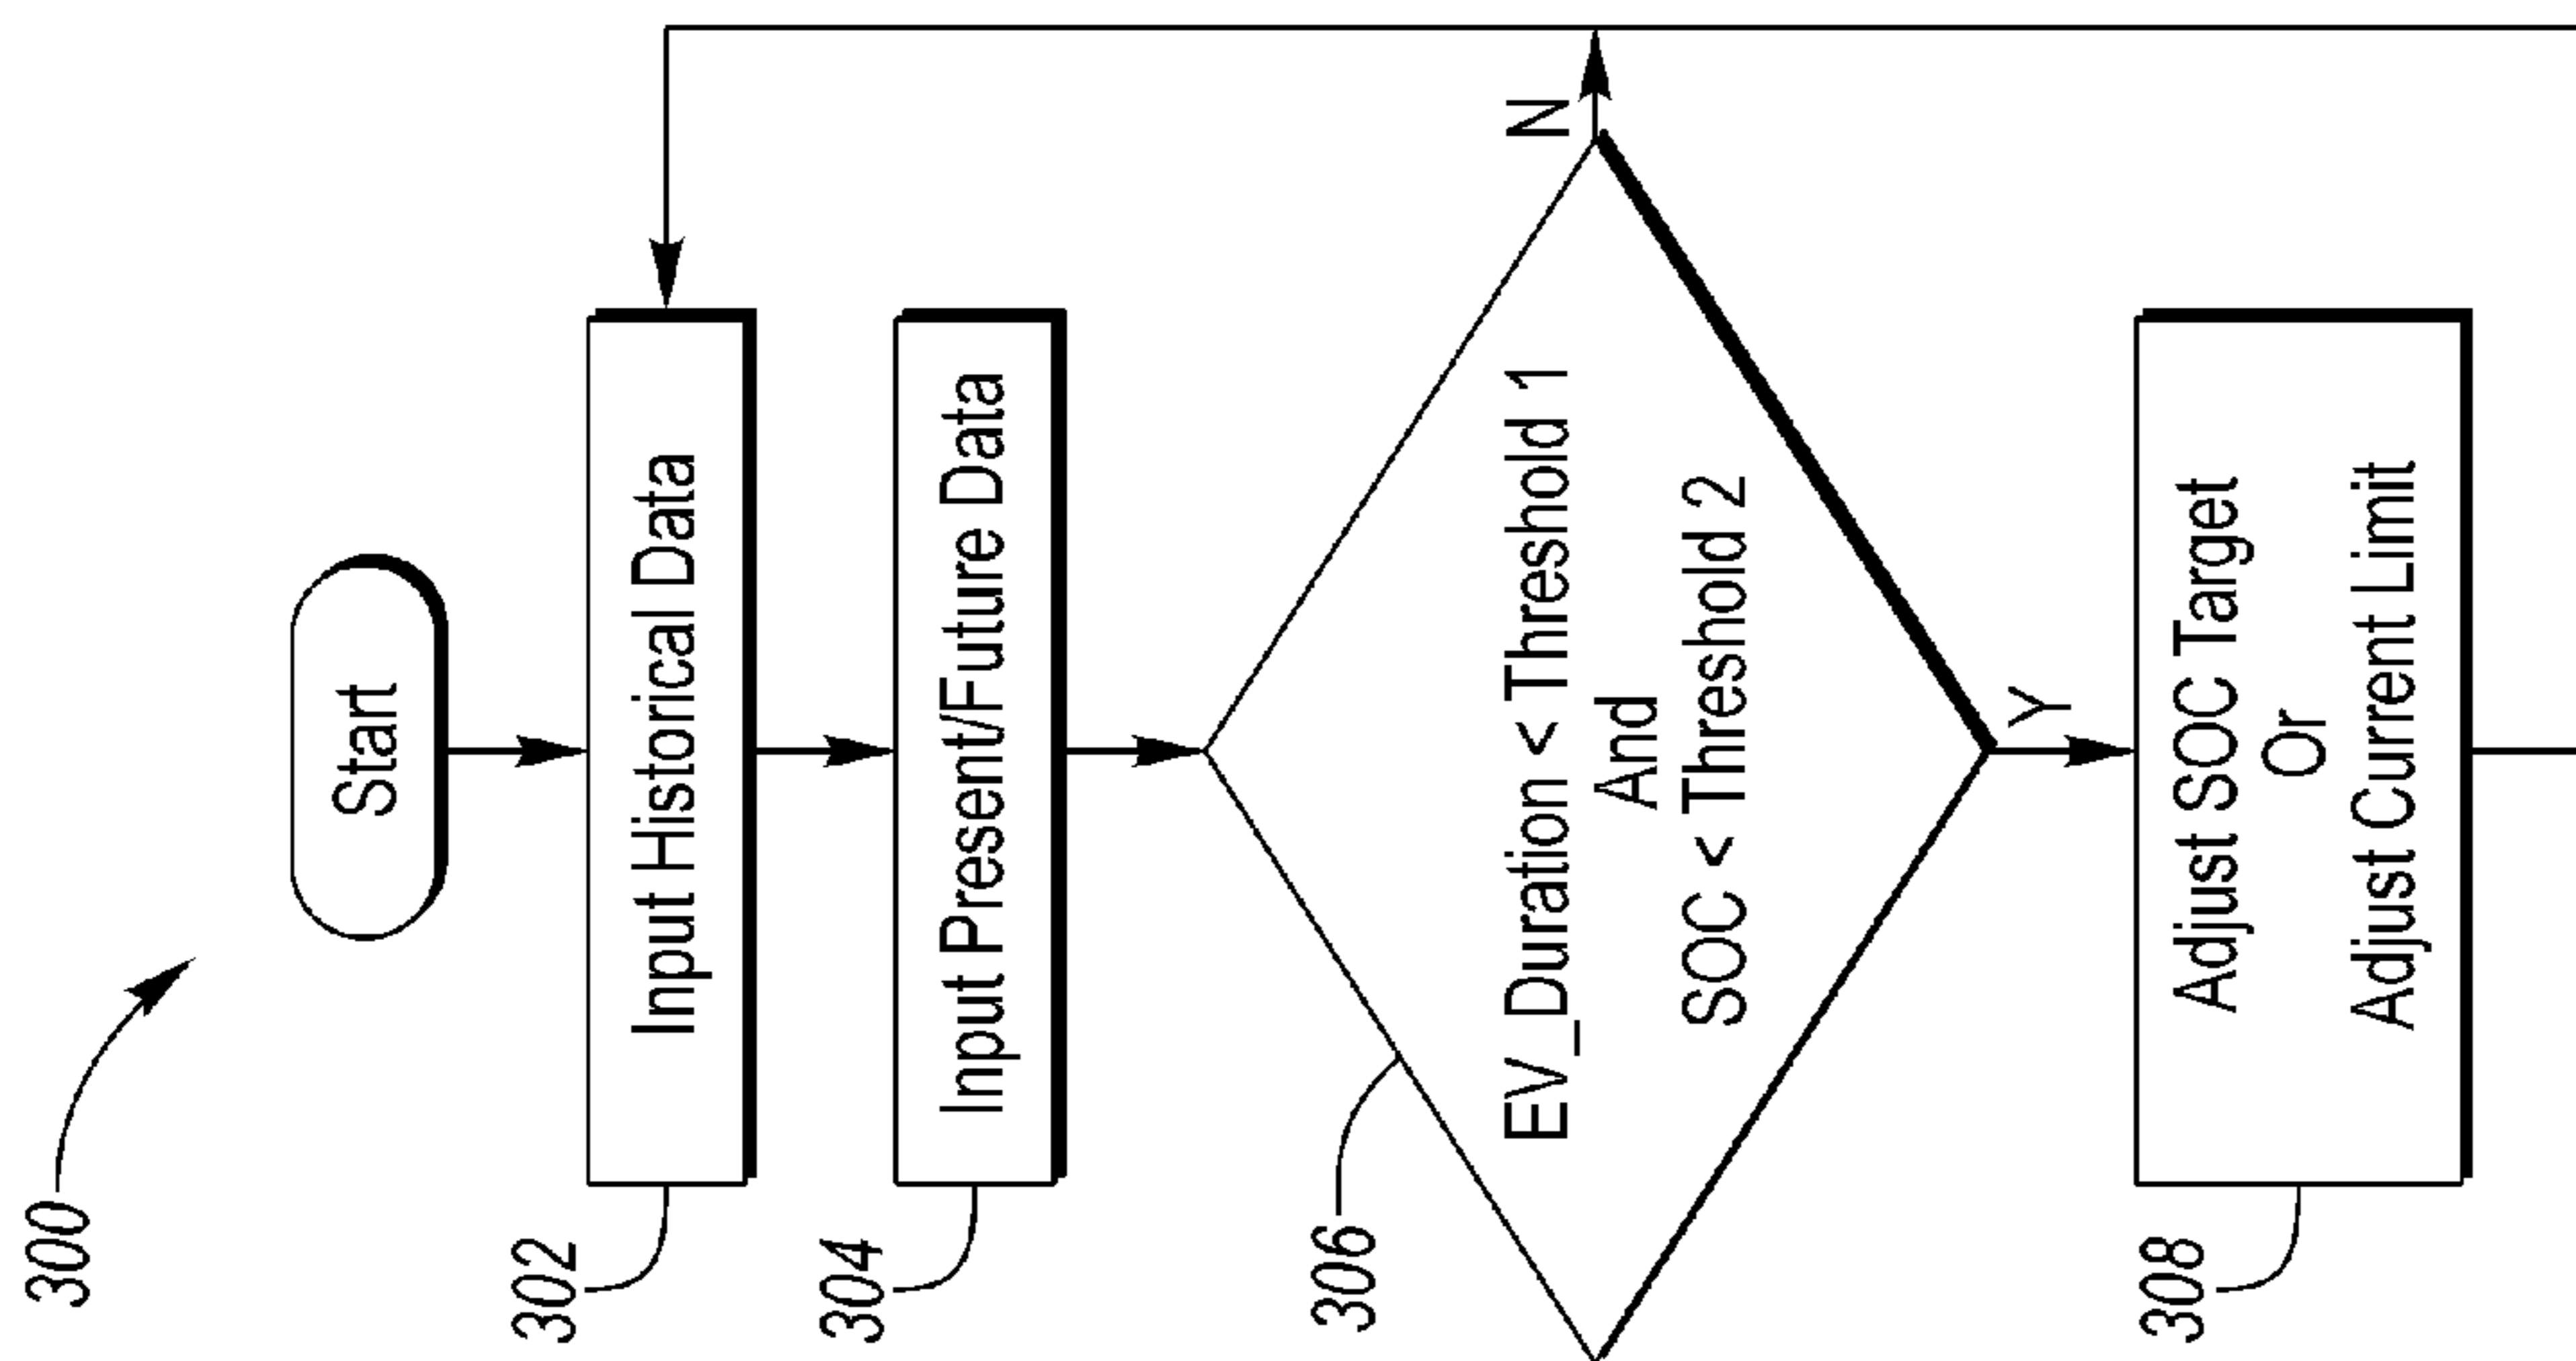 300
Start
302
Input Historical Data
304
Input Present/Future Data
306
EV_Duration < Threshold 1
And
SOC < Threshold 2
N
Y
308
Adjust SOC Target
Or
Adjust Current Limit